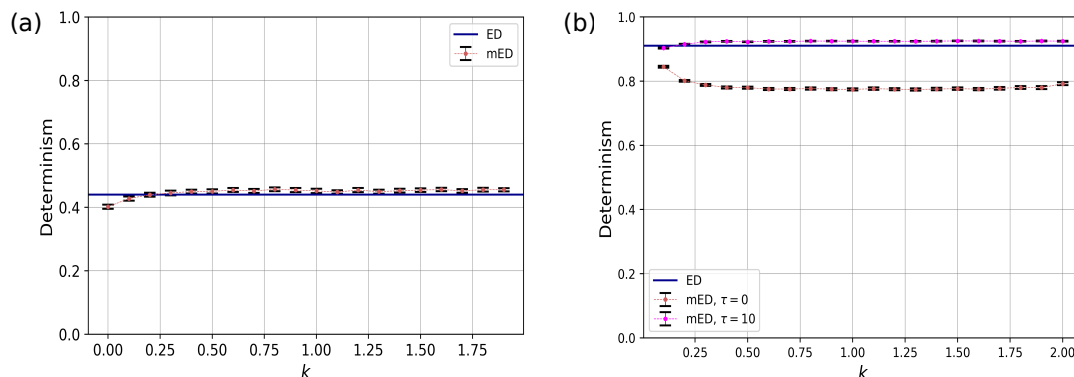 (a)
1.0
0.8
0.6
0.4
0.2
0.0
Determinism
0.00 0.25 0.50 0.75 1.00 1.25 1.50 1.75
k
ED
mED
(b)
1.0
0.8
0.6
0.4
0.2
0.0
Determinism
0.25 0.50 0.75 1.00 1.25 1.50 1.75 2.00
k
ED
mED, τ = 0
mED, τ = 10